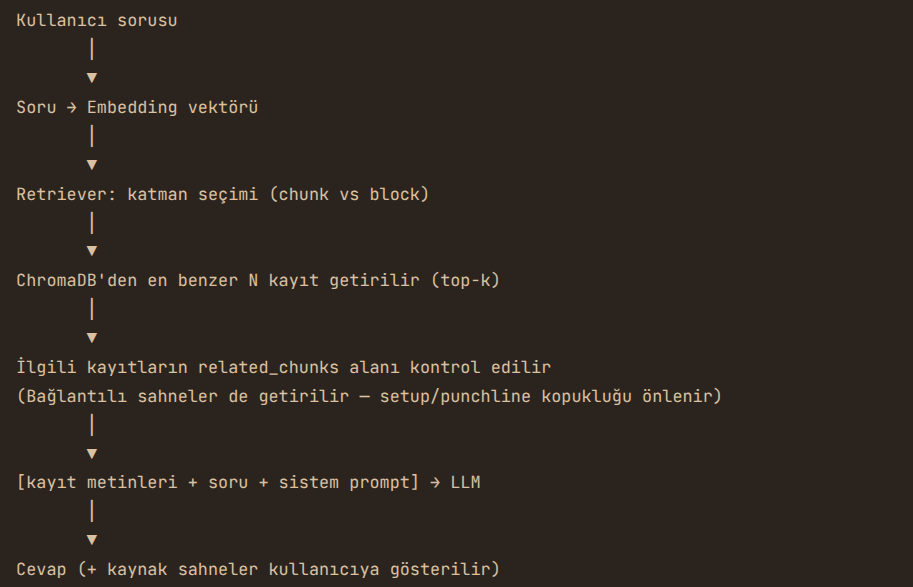 Kullanıcı sorusu
│
▼
Soru → Embedding vektörü
│
▼
Retriever: katman seçimi (chunk vs block)
│
▼
ChromaDB'den en benzer N kayıt getirilir (top-k)
│
▼
İlgili kayıtların related_chunks alanı kontrol edilir
(Bağlantılı sahneler de getirilir — setup/punchline kopukluğu önlenir)
│
▼
[kayıt metinleri + soru + sistem prompt] → LLM
│
▼
Cevap (+ kaynak sahneler kullanıcıya gösterilir)